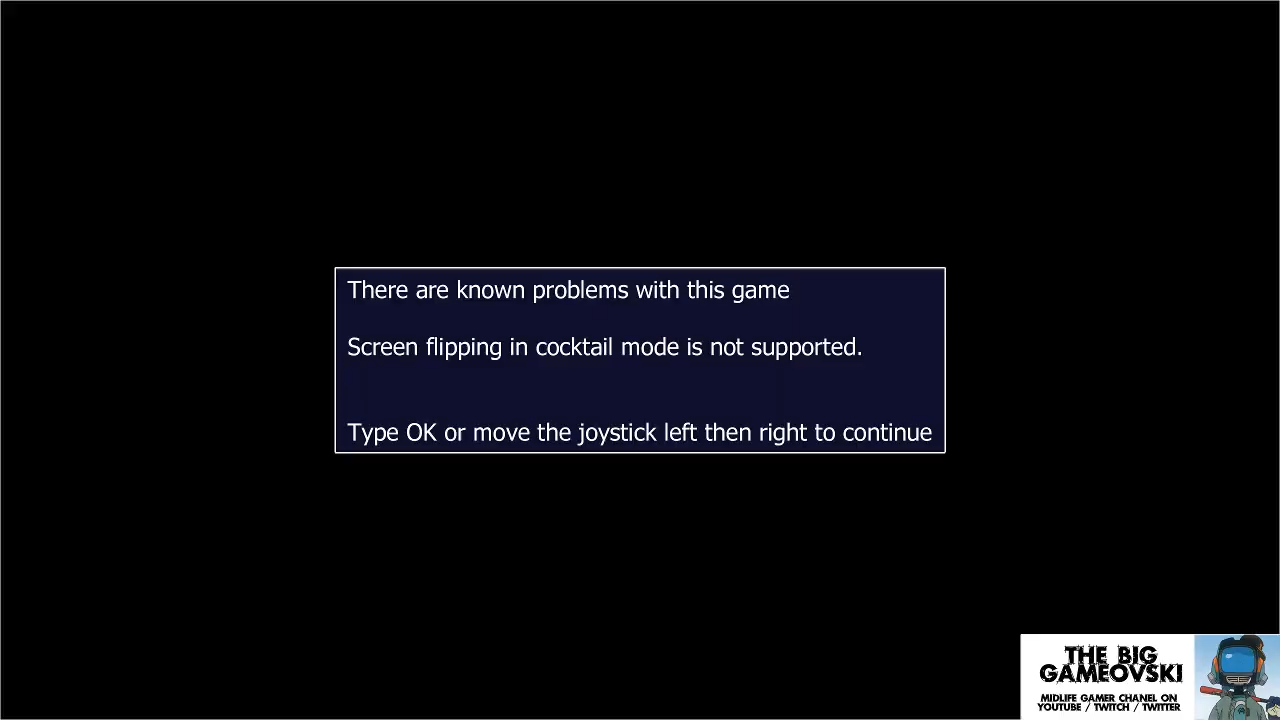 There are known problems with this game
Screen flipping in cocktail mode is not supported.
Type OK or move the joystick left then right to continue
THE BIG
GAMEOVSKI
MIDLIFE GAMER CHANEL ON
YOUTUBE / TWITCH / TWITTER